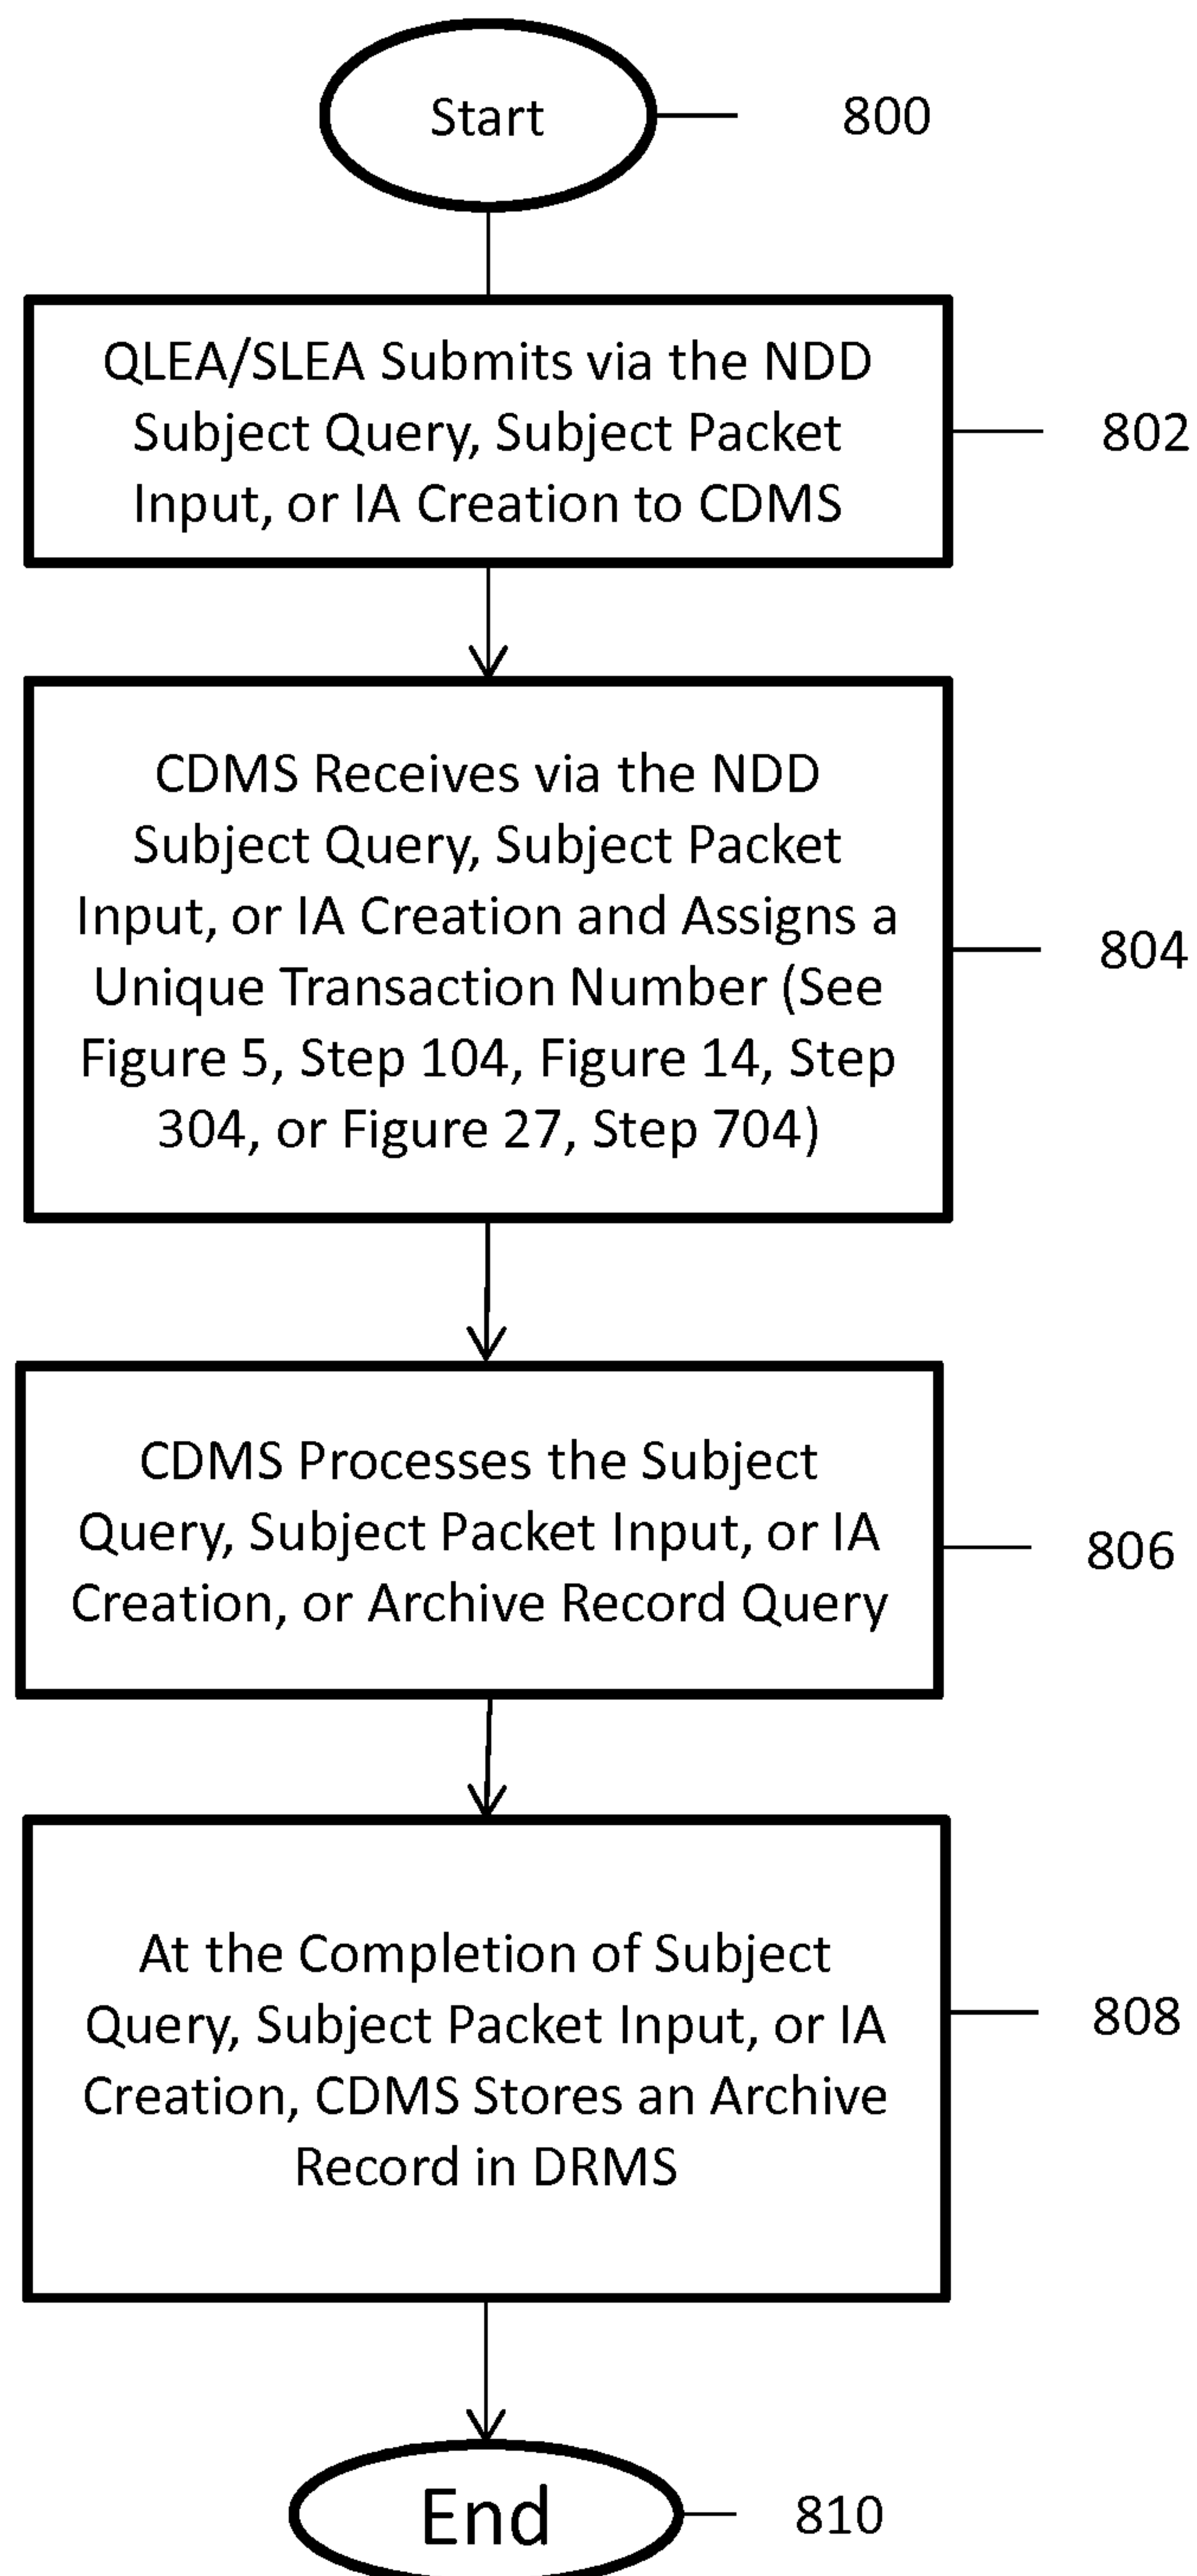 Start
800
QLEA/SLEA Submits via the NDD
Subject Query, Subject Packet
Input, or IA Creation to CDMS
802
CDMS Receives via the NDD
Subject Query, Subject Packet
Input, or IA Creation and Assigns a
Unique Transaction Number (See
Figure 5, Step 104, Figure 14, Step
304, or Figure 27, Step 704)
804
CDMS Processes the Subject
Query, Subject Packet Input, or IA
Creation, or Archive Record Query
806
At the Completion of Subject
Query, Subject Packet Input, or IA
Creation, CDMS Stores an Archive
Record in DRMS
808
End
810